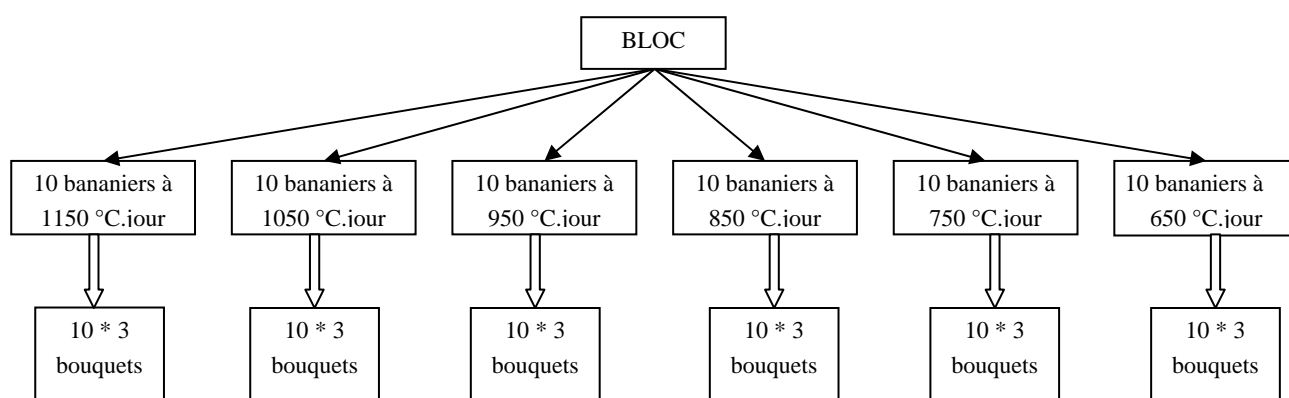 BLOC
10 bananiers à
1150 °C.jour
10 bananiers à
1050 °C.jour
10 bananiers à
950 °C.jour
10 bananiers à
850 °C.jour
10 bananiers à
750 °C.jour
10 bananiers à
650 °C.jour
10 * 3
bouquets
10 * 3
bouquets
10 * 3
bouquets
10 * 3
bouquets
10 * 3
bouquets
10 * 3
bouquets